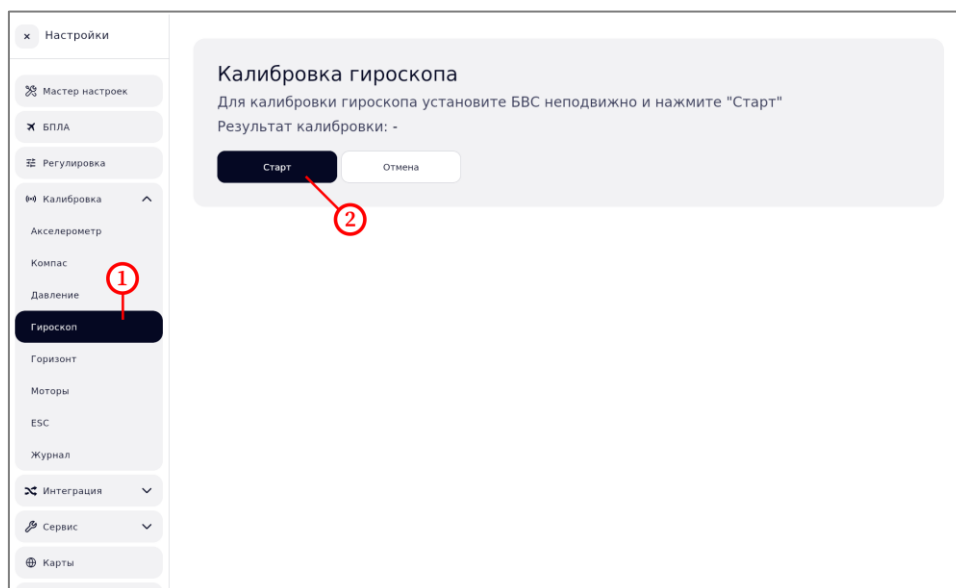 × Настройки
Мастер настроек
БПЛА
Регулировка
Калибровка
Акселерометр
Компас
1
Давление
Гироскоп
Горизонт
Моторы
ESC
Журнал
Интеграция
Сервис
Карты
Калибровка гироскопа
Для калибровки гироскопа установите БВС неподвижно и нажмите "Старт"
Результат калибровки: -
Старт
Отмена
2